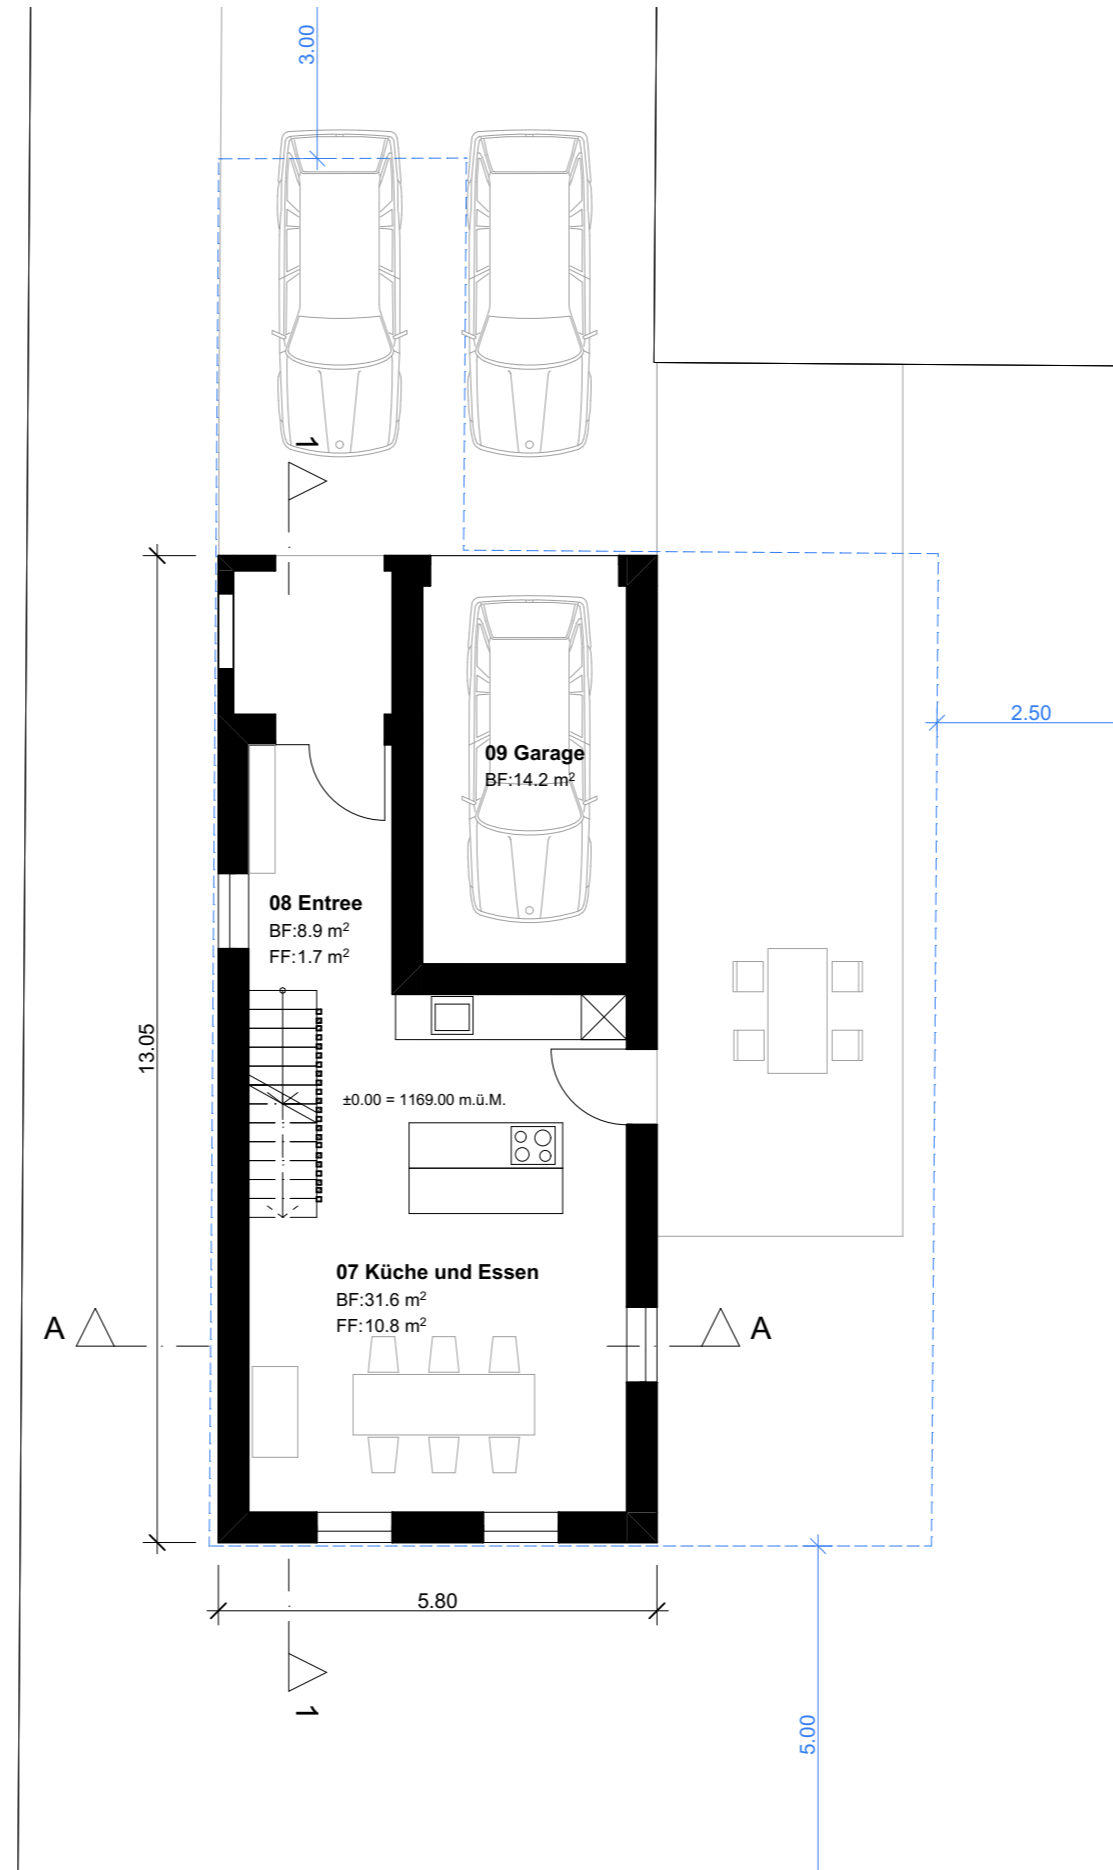 3.00
1
2.50
09 Garage
BF:14.2 m²
08 Entree
BF:8.9 m²
FF:1.7 m²
13.05
±0.00 = 1169.00 m.ü.M.
07 Küche und Essen
BF:31.6 m²
FF:10.8 m²
A
A
5.80
1
5.00